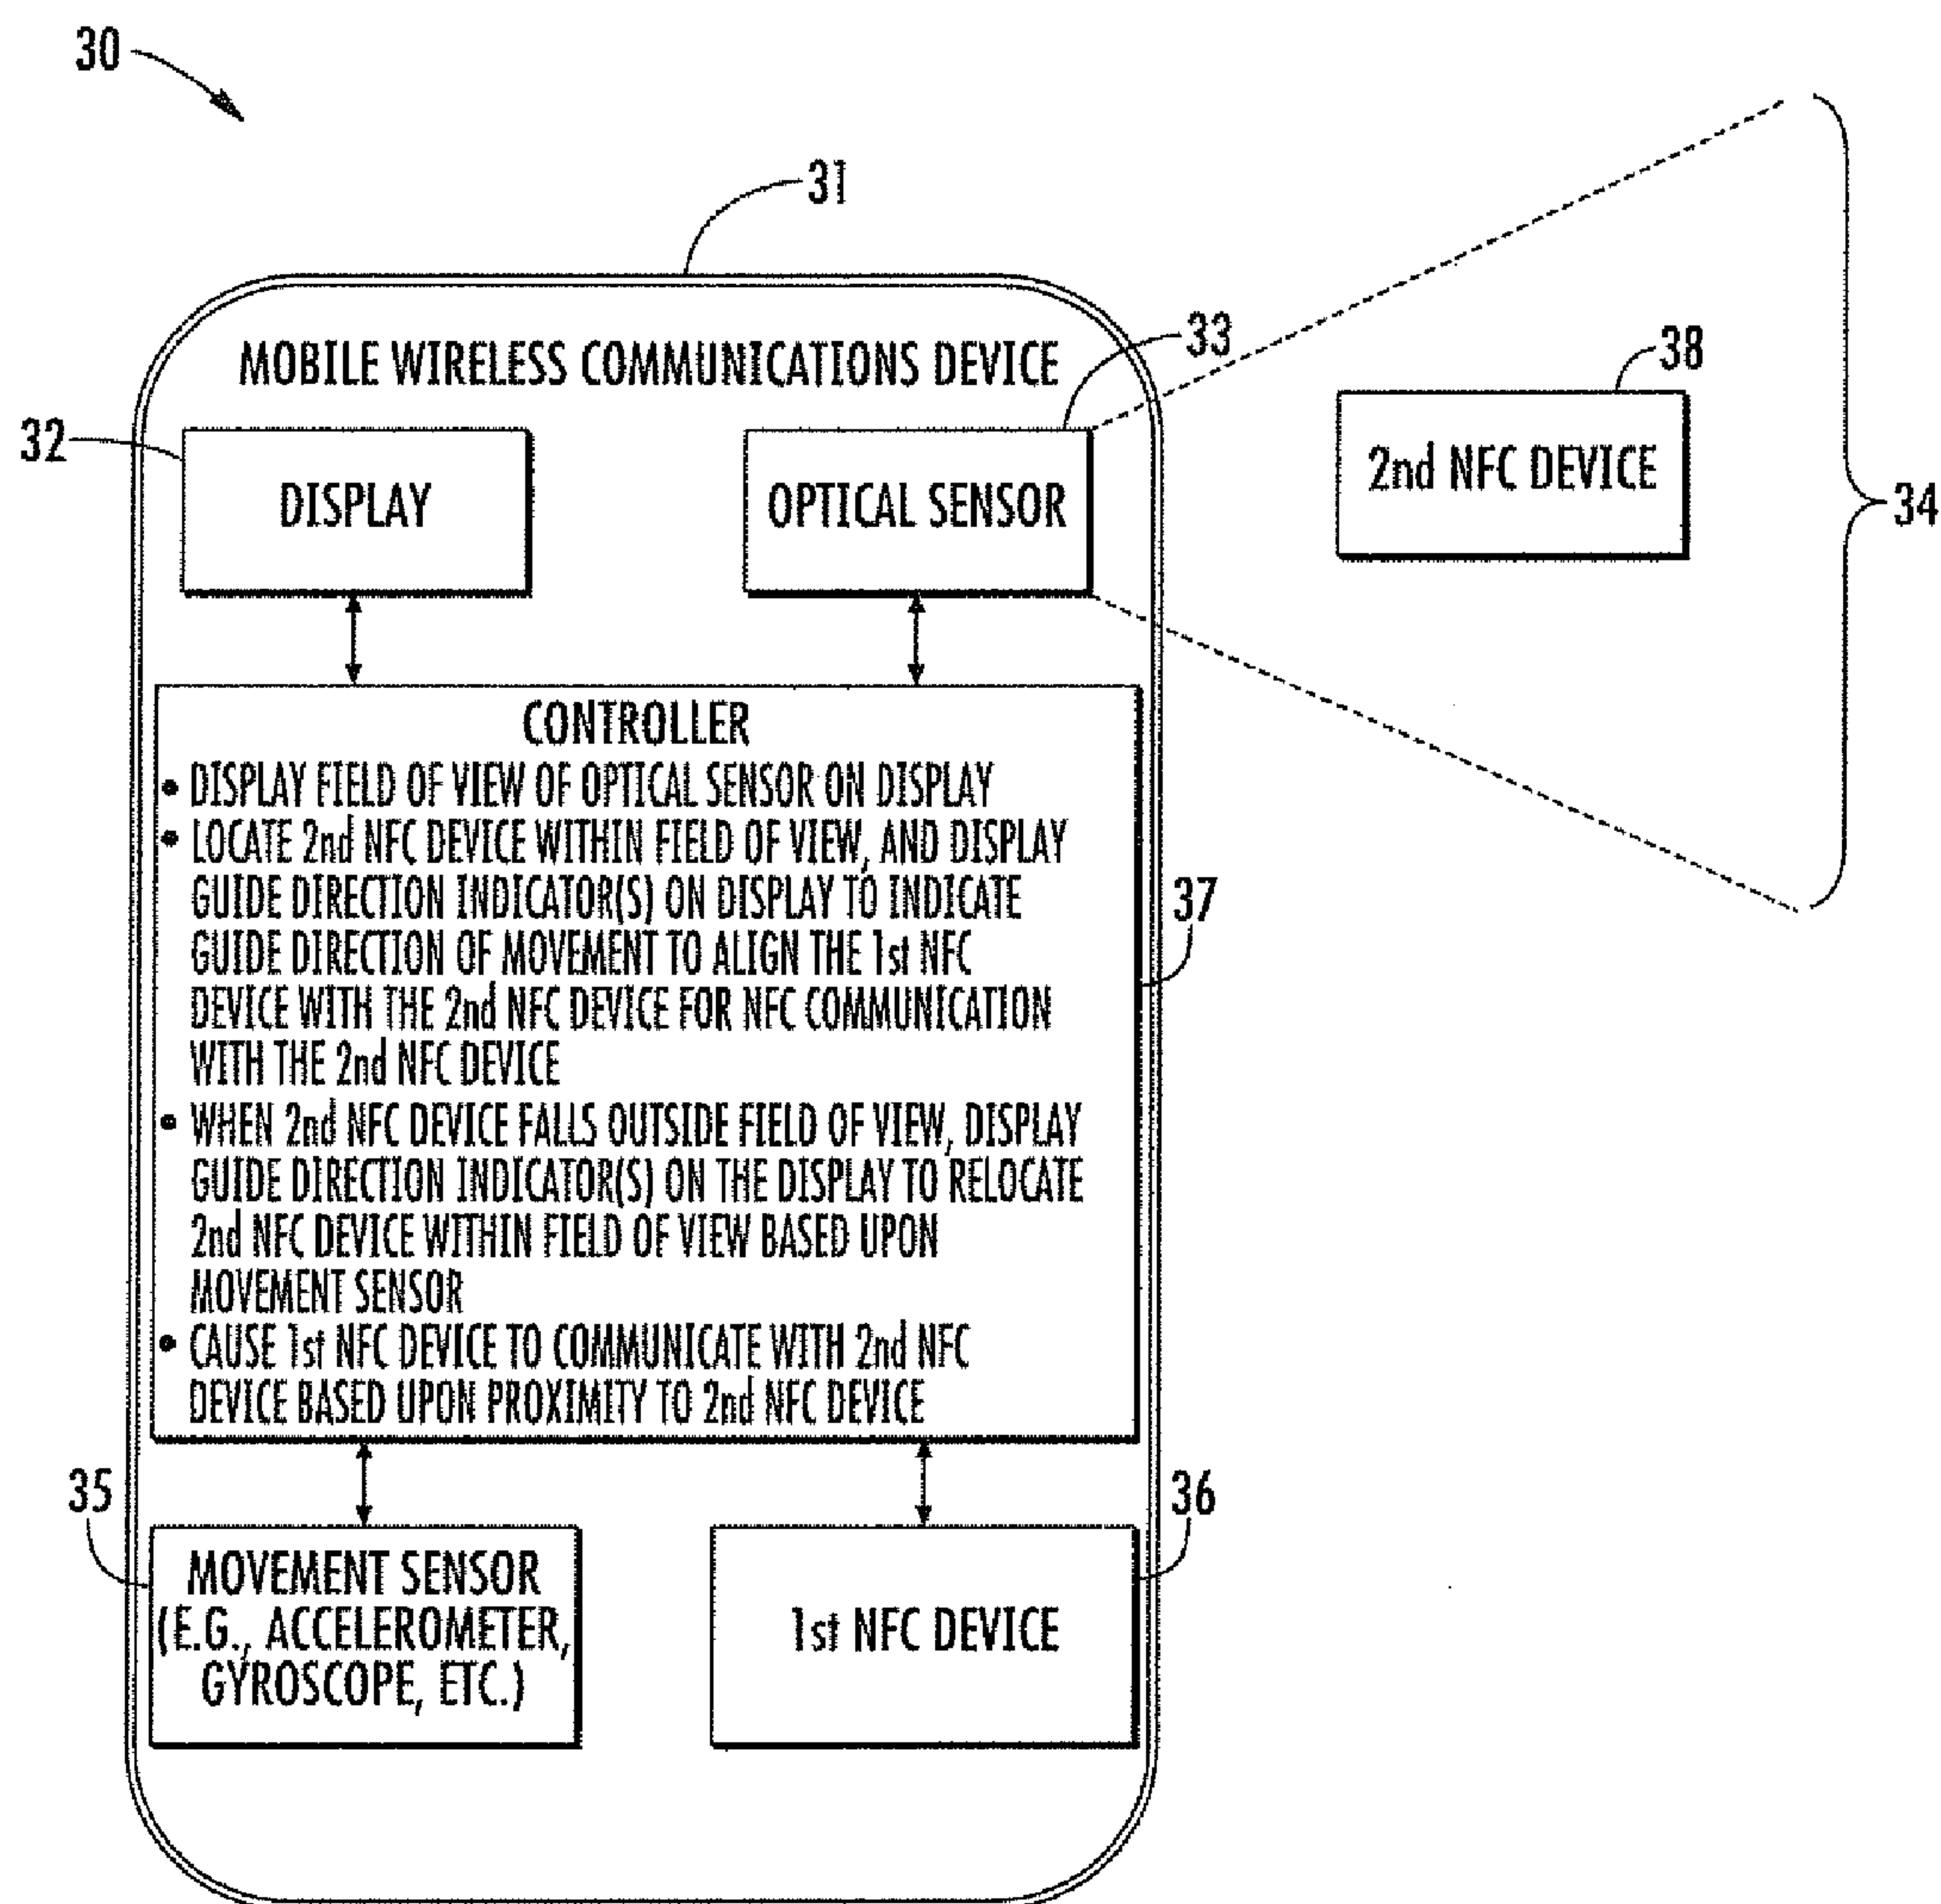 30
31
MOBILE WIRELESS COMMUNICATIONS DEVICE
33
38
32
DISPLAY
OPTICAL SENSOR
2nd NFC DEVICE
34
CONTROLLER
• DISPLAY FIELD OF VIEW OF OPTICAL SENSOR ON DISPLAY
• LOCATE 2nd NFC DEVICE WITHIN FIELD OF VIEW, AND DISPLAY
GUIDE DIRECTION INDICATOR(S) ON DISPLAY TO INDICATE
GUIDE DIRECTION OF MOVEMENT TO ALIGN THE 1st NFC
DEVICE WITH THE 2nd NFC DEVICE FOR NFC COMMUNICATION
WITH THE 2nd NFC DEVICE
37
• WHEN 2nd NFC DEVICE FALLS OUTSIDE FIELD OF VIEW, DISPLAY
GUIDE DIRECTION INDICATOR(S) ON THE DISPLAY TO RELOCATE
2nd NFC DEVICE WITHIN FIELD OF VIEW BASED UPON
MOVEMENT SENSOR
• CAUSE 1st NFC DEVICE TO COMMUNICATE WITH 2nd NFC
DEVICE BASED UPON PROXIMITY TO 2nd NFC DEVICE
35
36
MOVEMENT SENSOR
(E.G., ACCELEROMETER,
GYROSCOPE, ETC.)
1st NFC DEVICE